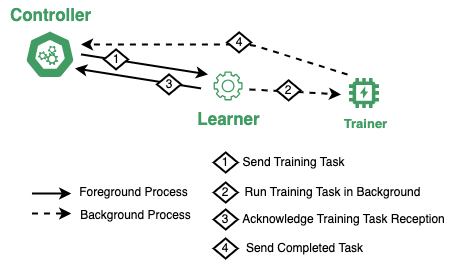 Controller
4
1
3
2
Learner
Trainer
1 Send Training Task
Foreground Process
2 Run Training Task in Background
Background Process
3 Acknowledge Training Task Reception
4 Send Completed Task